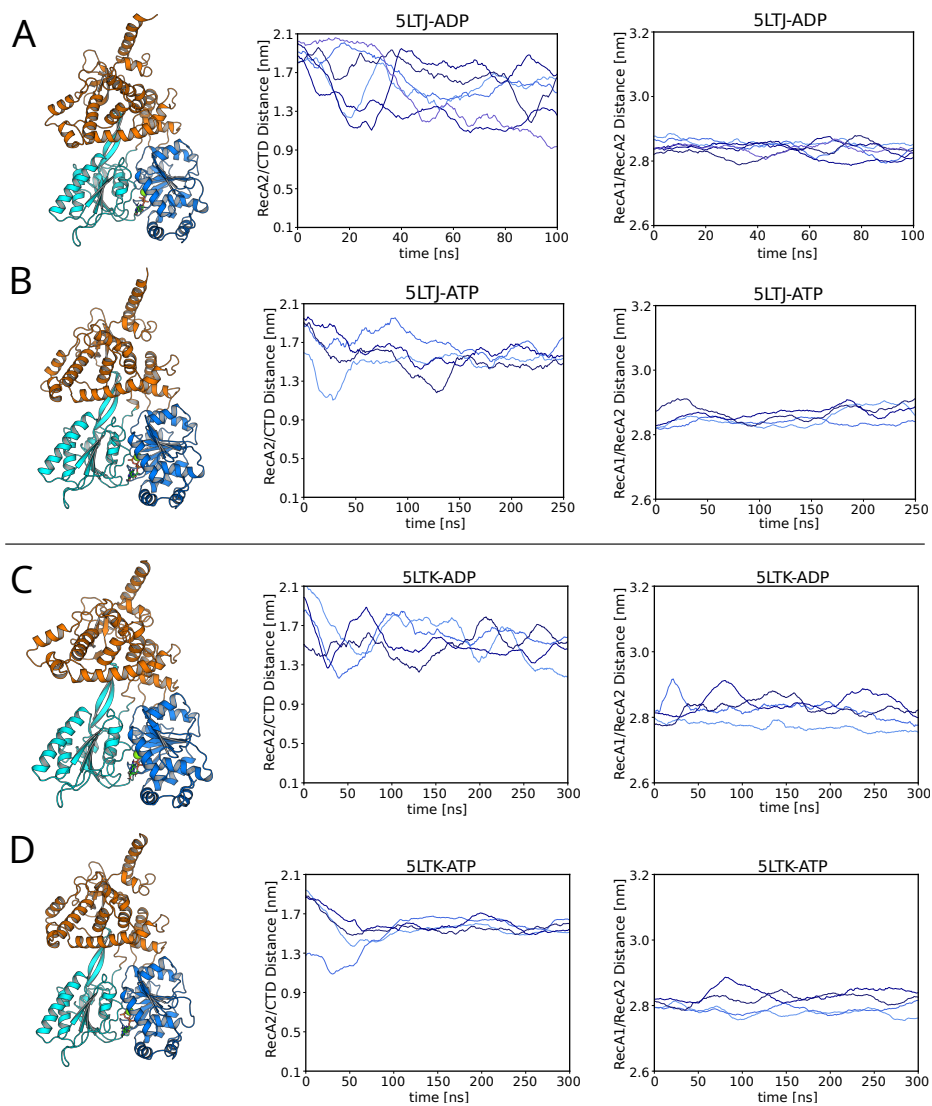 A
5LTJ-ADP
RecA2/CTD Distance [nm]
2.1
1.7
1.3
0.9
0.5
0.1
0 20 40 60 80 100
time [ns]
5LTJ-ADP
RecA1/RecA2 Distance [nm]
3.2
3.0
2.8
2.6
0 20 40 60 80 100
time [ns]
B
5LTJ-ATP
RecA2/CTD Distance [nm]
2.1
1.7
1.3
0.9
0.5
0.1
0 50 100 150 200 250
time [ns]
5LTJ-ATP
RecA1/RecA2 Distance [nm]
3.2
3.0
2.8
2.6
0 50 100 150 200 250
time [ns]
C
5LTK-ADP
RecA2/CTD Distance [nm]
2.1
1.7
1.3
0.9
0.5
0.1
0 50 100 150 200 250 300
time [ns]
5LTK-ADP
RecA1/RecA2 Distance [nm]
3.2
3.0
2.8
2.6
0 50 100 150 200 250 300
time [ns]
D
5LTK-ATP
RecA2/CTD Distance [nm]
2.1
1.7
1.3
0.9
0.5
0.1
0 50 100 150 200 250 300
time [ns]
5LTK-ATP
RecA1/RecA2 Distance [nm]
3.2
3.0
2.8
2.6
0 50 100 150 200 250 300
time [ns]